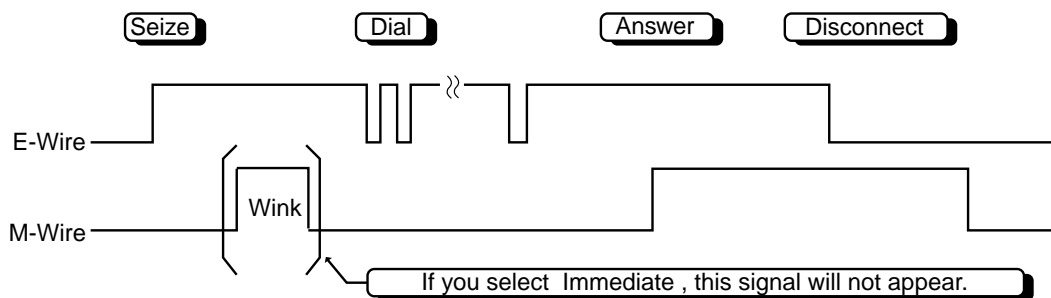 Seize Dial Answer Disconnect
E-Wire
Wink
M-Wire
If you select Immediate , this signal will not appear.